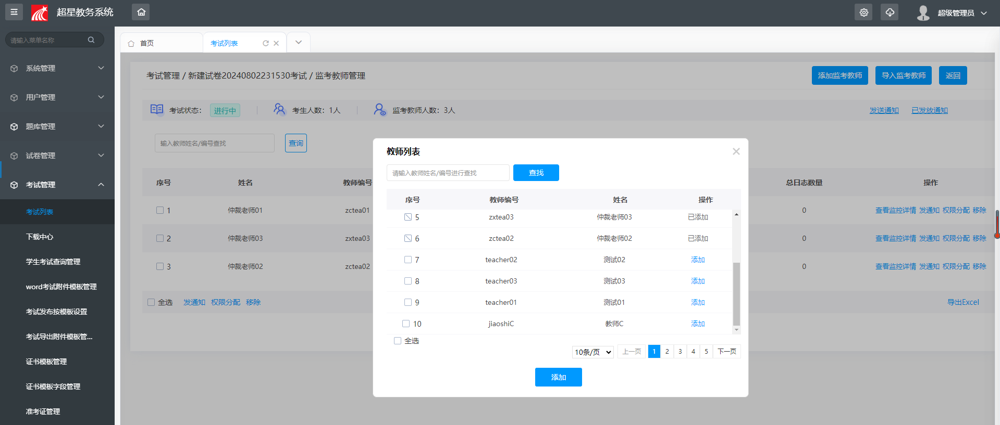 超星教务系统
超级管理员
请输入菜单名称
首页
考试列表
系统管理
用户管理
题库管理
试卷管理
考试管理
考试列表
下载中心
学生考试查询管理
word考试附件模板管理
考试发布按模板设置
考试导出附件模板管...
证书模板管理
证书模板字段管理
准考证管理
考试管理 / 新建试卷20240802231530考试 / 监考教师管理
添加监考教师 导入监考教师 返回
考试状态： 进行中 考生人数：1人 监考教师人数：3人 发送通知 已发放通知
输入教师姓名/编号查找 查询
序号 姓名 教师编号 总日志数量 操作
1 仲裁老师01 zctea01 0 查看监控详情 发通知 权限分配 移除
2 仲裁老师03 zxtea03 0 查看监控详情 发通知 权限分配 移除
3 仲裁老师02 zctea02 0 查看监控详情 发通知 权限分配 移除
全选 发通知 权限分配 移除 导出Excel
教师列表
请输入教师姓名/编号进行查找 查找
序号 教师编号 姓名 操作
5 zxtea03 仲裁老师03 已添加
6 zctea02 仲裁老师02 已添加
7 teacher02 测试02 添加
8 teacher03 测试03 添加
9 teacher01 测试01 添加
10 jiaoshiC 教师C 添加
全选
10条/页 上一页 1 2 3 4 5 下一页
添加